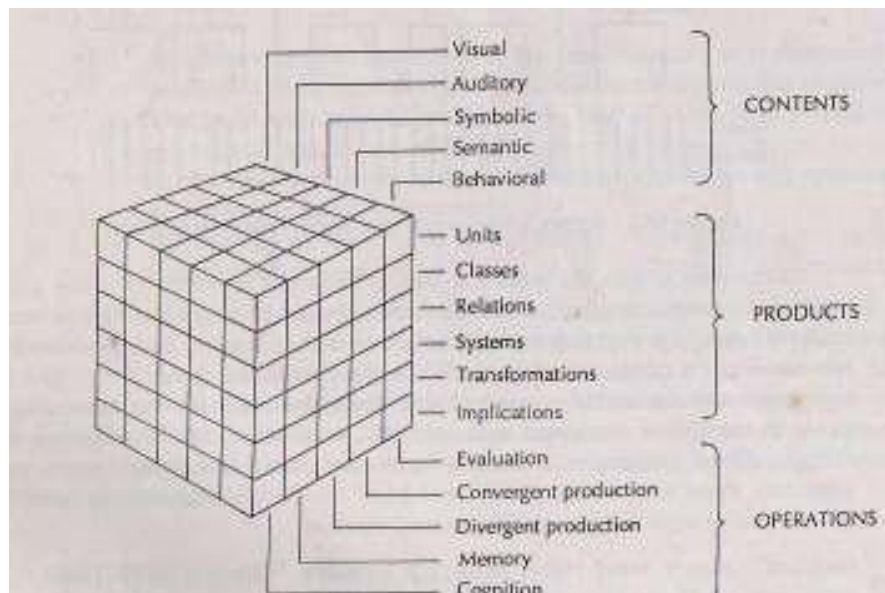 Visual
Auditory
Symbolic
Semantic
Behavioral
CONTENTS
Units
Classes
Relations
Systems
Transformations
Implications
PRODUCTS
Evaluation
Convergent production
Divergent production
Memory
Cognition
OPERATIONS